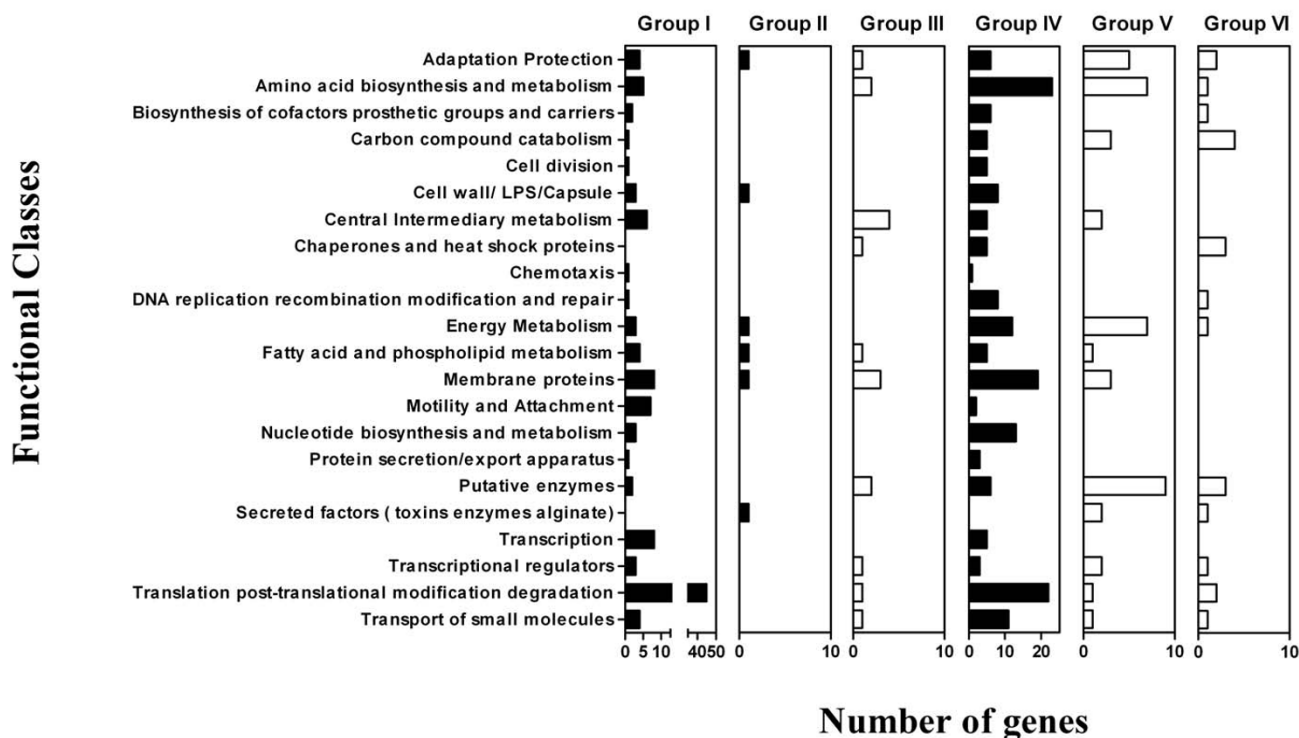 Group I Group II Group III Group IV Group V Group VI
Functional Classes
Adaptation Protection
Amino acid biosynthesis and metabolism
Biosynthesis of cofactors prosthetic groups and carriers
Carbon compound catabolism
Cell division
Cell wall/ LPS/Capsule
Central Intermediary metabolism
Chaperones and heat shock proteins
Chemotaxis
DNA replication recombination modification and repair
Energy Metabolism
Fatty acid and phospholipid metabolism
Membrane proteins
Motility and Attachment
Nucleotide biosynthesis and metabolism
Protein secretion/export apparatus
Putative enzymes
Secreted factors ( toxins enzymes alginate)
Transcription
Transcriptional regulators
Translation post-translational modification degradation
Transport of small molecules
0 5 10 40 50 0 10 0 10 0 10 20 0 10 0 10
Number of genes